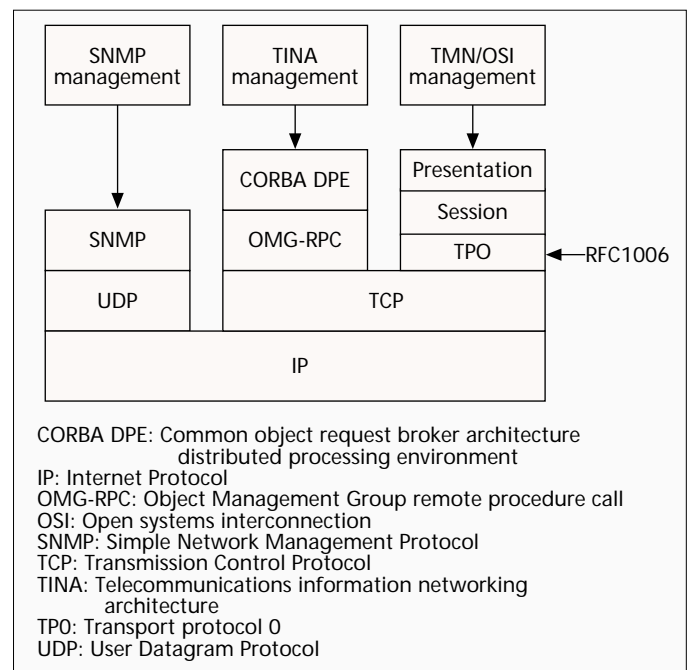 SNMP
management
TINA
management
TMN/OSI
management
CORBA DPE
Presentation
Session
SNMP
OMG-RPC
TPO
RFC1006
UDP
TCP
IP
CORBA DPE: Common object request broker architecture
distributed processing environment
IP: Internet Protocol
OMG-RPC: Object Management Group remote procedure call
OSI: Open systems interconnection
SNMP: Simple Network Management Protocol
TCP: Transmission Control Protocol
TINA: Telecommunications information networking
architecture
TP0: Transport protocol 0
UDP: User Datagram Protocol